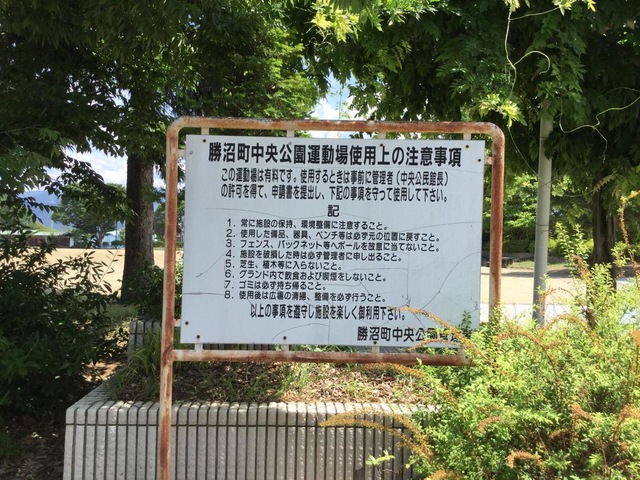 勝沼町中央公園運動場使用上の注意事項
この運動場は有料です。使用するときは事前に管理者（中央公民館長）
の許可を得て、申請書を提出し、下記の事項を守って使用して下さい。
記
1. 常に施設の保持、環境整備に注意すること。
2. 使用した備品、器具、ベンチ等は必ず元の位置に戻すこと。
3. フェンス、バックネット等へボールを故意に当てないこと。
4. 施設を破損した時は必ず管理者に申し出ること。
5. 芝生、植木等に入らないこと。
6. グランド内で飲食および喫煙をしないこと。
7. ゴミは必ず持ち帰ること。
8. 使用後は広場の清掃、整備を必ず行うこと。
以上の事項を遵守し施設を楽しく御利用下さい。
勝沼町中央公